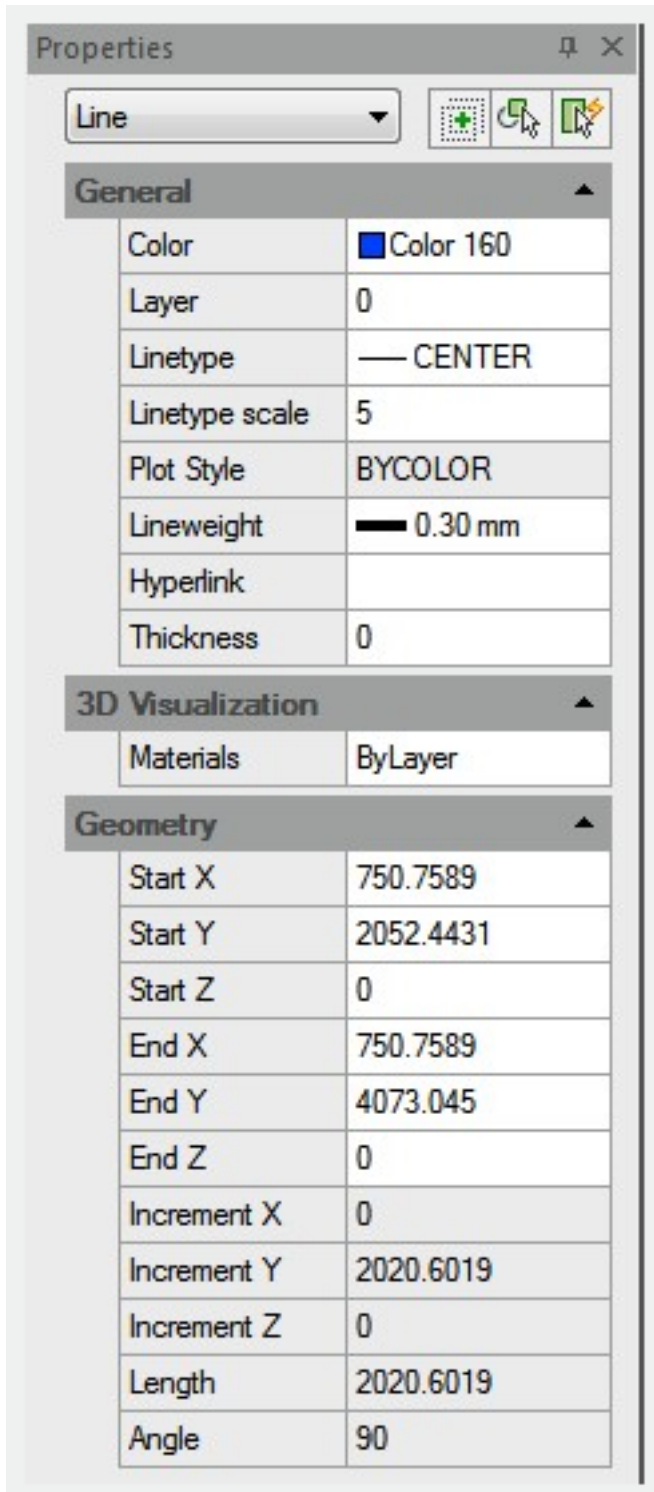 Properties
Line
General
Color Color 160
Layer 0
Linetype CENTER
Linetype scale 5
Plot Style BYCOLOR
Lineweight 0.30 mm
Hyperlink
Thickness 0
3D Visualization
Materials ByLayer
Geometry
Start X 750.7589
Start Y 2052.4431
Start Z 0
End X 750.7589
End Y 4073.045
End Z 0
Increment X 0
Increment Y 2020.6019
Increment Z 0
Length 2020.6019
Angle 90